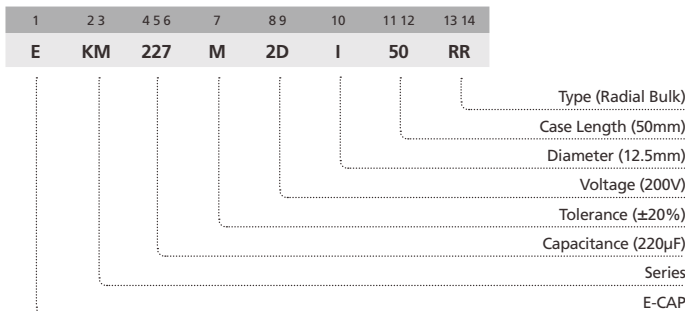 1 2 3 4 5 6 7 8 9 10 11 12 13 14
E KM 227 M 2D I 50 RR
Type (Radial Bulk)
Case Length (50mm)
Diameter (12.5mm)
Voltage (200V)
Tolerance (±20%)
Capacitance (220µF)
Series
E-CAP